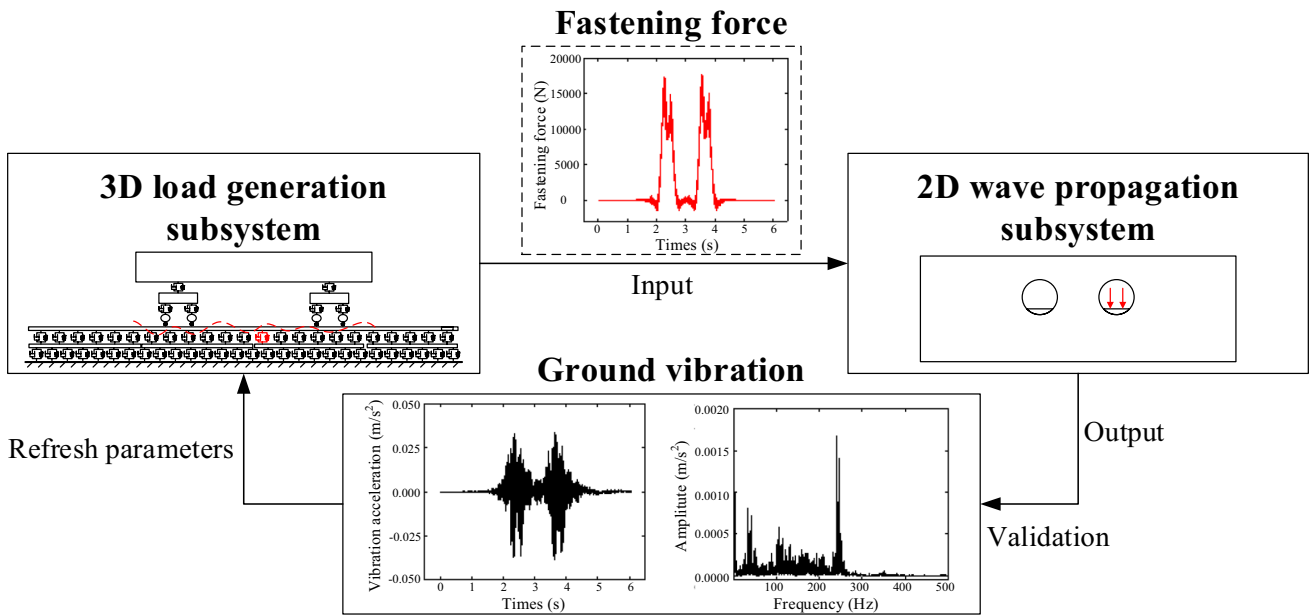 Fastening force
20000
15000
10000
5000
0
Fastening force (N)
0 1 2 3 4 5 6
Times (s)
3D load generation
subsystem
Input
2D wave propagation
subsystem
Ground vibration
Refresh parameters
0.050
0.025
0.000
-0.025
-0.050
Vibration acceleration (m/s²)
0 1 2 3 4 5 6
Times (s)
0.0020
0.0015
0.0010
0.0005
0.0000
Amplitute (m/s²)
100 200 300 400 500
Frequency (Hz)
Output
Validation